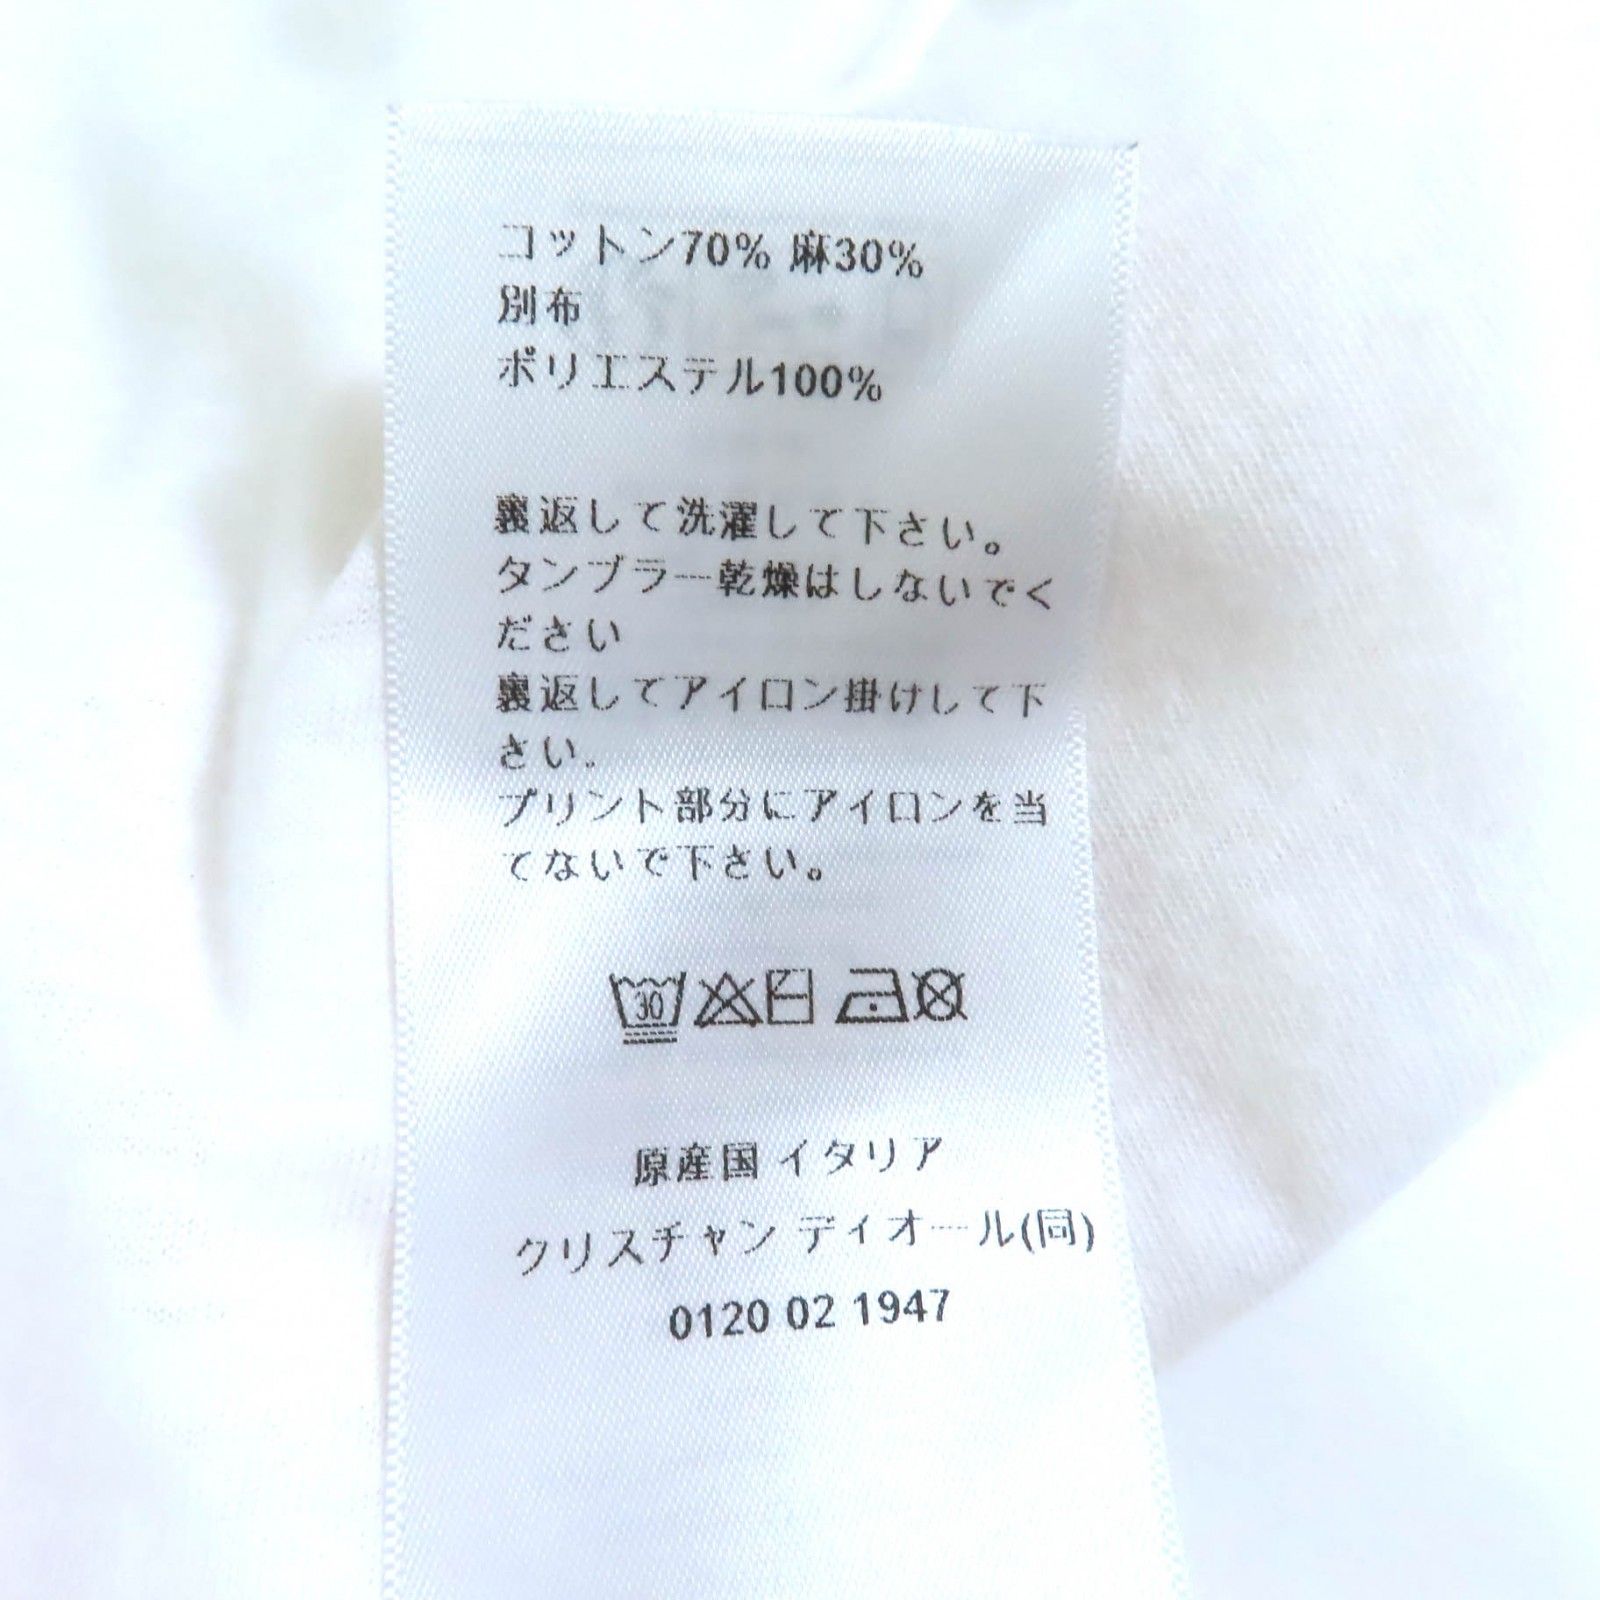 コットン70% 麻30%
別布
ポリエステル100%
裏返して洗濯して下さい。
タンブラー乾燥はしないでく
ださい
裏返してアイロン掛けして下
さい。
プリント部分にアイロンを当
てないで下さい。
30
原産国 イタリア
クリスチャン ディオール(同)
0120 02 1947